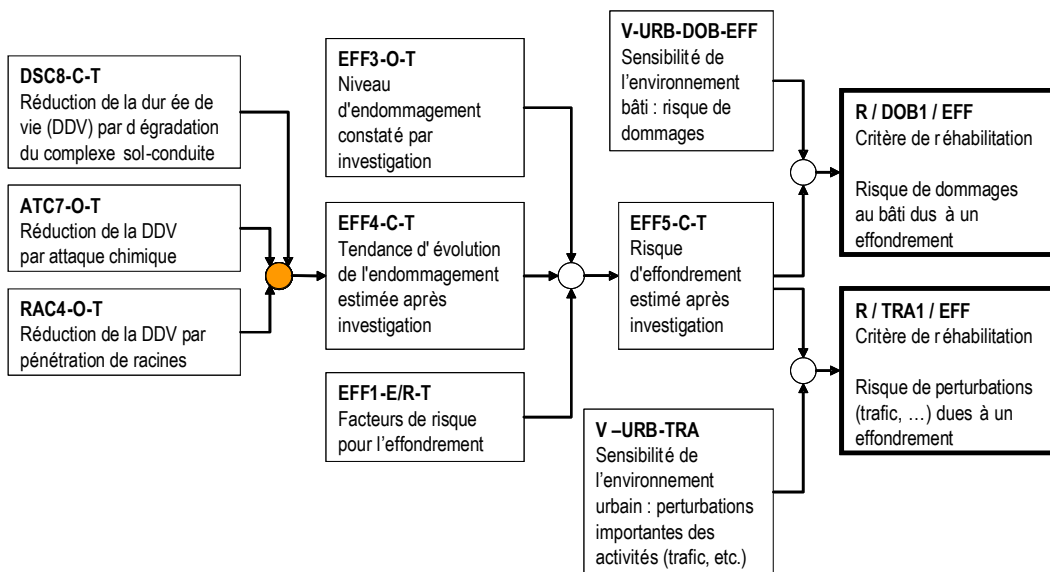 DSC8-C-T
Réduction de la dur ée de
vie (DDV) par d égradation
du complexe sol-conduite
ATC7-O-T
Réduction de la DDV
par attaque chimique
RAC4-O-T
Réduction de la DDV par
pénétration de racines
EFF3-O-T
Niveau
d'endommagement
constaté par
investigation
EFF4-C-T
Tendance d' évolution
de l'endommagement
estimée après
investigation
EFF1-E/R-T
Facteurs de risque
pour l’effondrement
V-URB-DOB-EFF
Sensibilité de
l’environnement
bâti : risque de
dommages
EFF5-C-T
Risque
d'effondrement
estimé après
investigation
V –URB-TRA
Sensibilité de
l’environnement
urbain : perturbations
importantes des
activités (trafic, etc.)
R / DOB1 / EFF
Critère de r éhabilitation
Risque de dommages
au bâti dus à un
effondrement
R / TRA1 / EFF
Critère de r éhabilitation
Risque de perturbations
(trafic, …) dues à un
effondrement